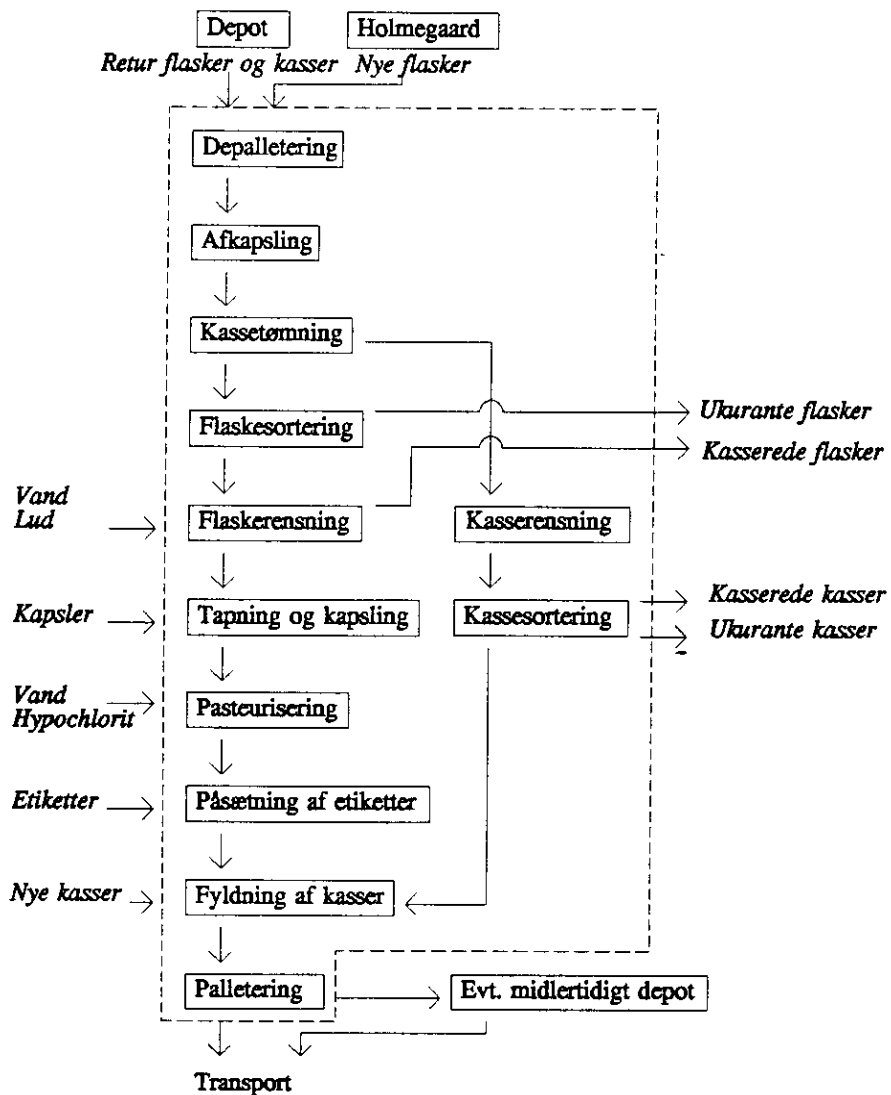 Depot
Holmegaard
Retur flasker og kasser
Nye flasker
Depalletering
Afkapsling
Kassetømning
Flaskesortering
Ukurante flasker
Kasserede flasker
Vand
Lud
Flaskerensning
Kasserensning
Kapsler
Tapning og kapsling
Kassesortering
Kasserede kasser
Ukurante kasser
Vand
Hypochlorit
Pasteurisering
Etiketter
Påsætning af etiketter
Nye kasser
Fyldning af kasser
Palletering
Evt. midlertidigt depot
Transport